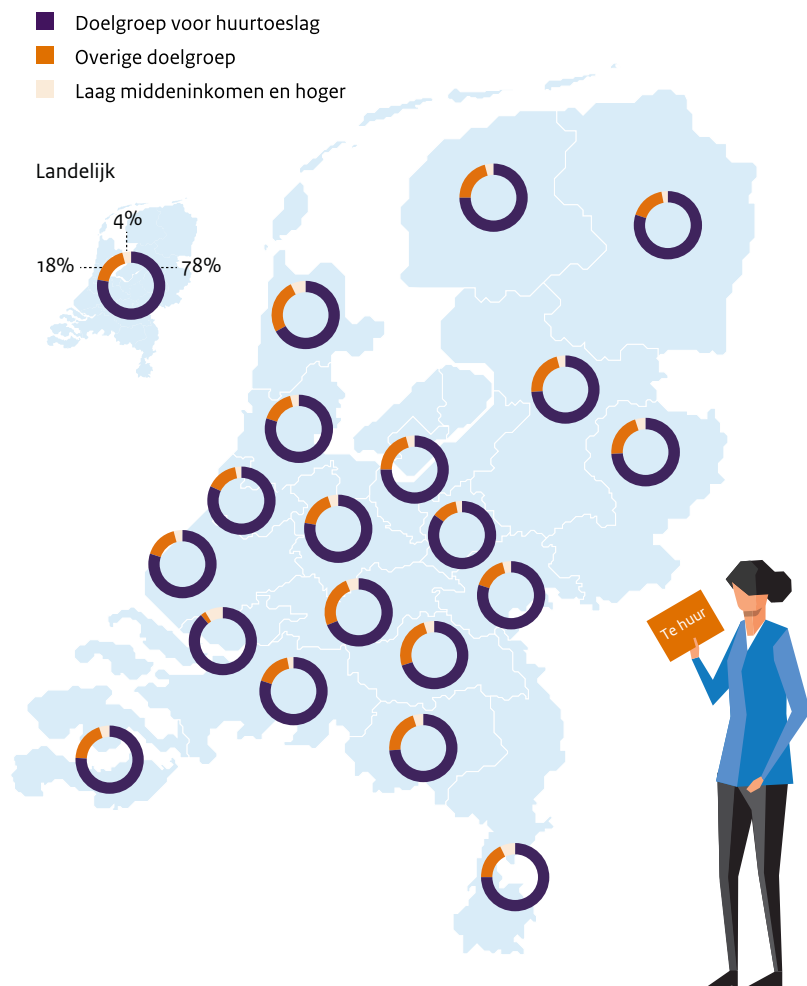 Doelgroep voor huurtoeslag
Overige doelgroep
Laag middeninkomen en hoger
Landelijk
4%
18%
78%
Te huur